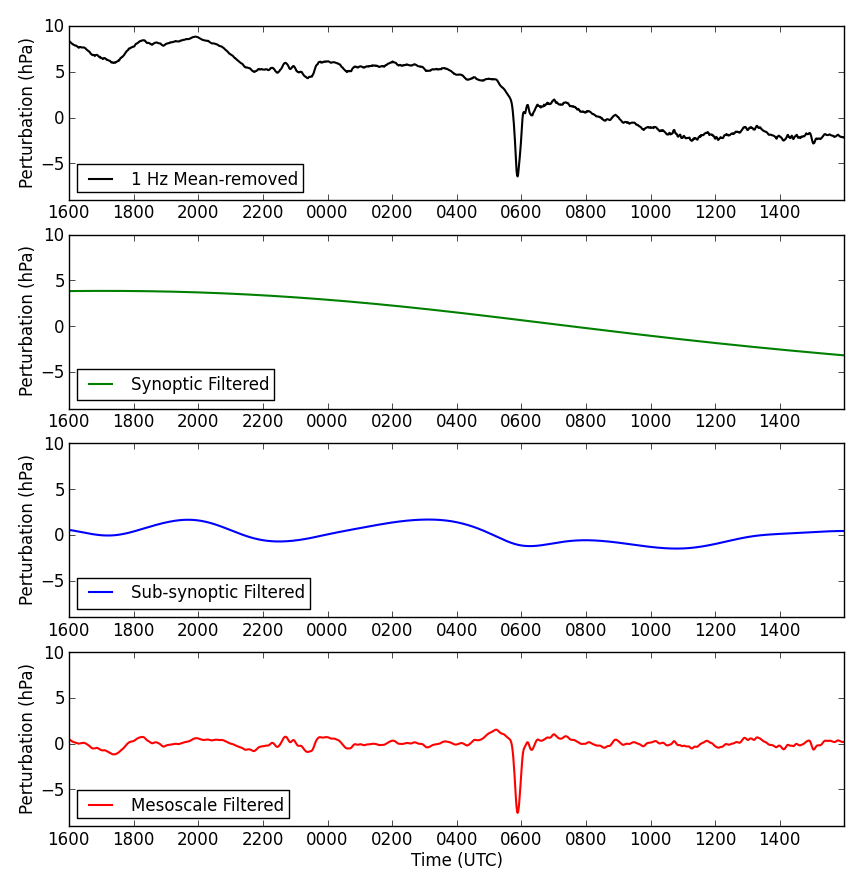 10
5
0
−5
Perturbation (hPa)
1 Hz Mean-removed
1600 1800 2000 2200 0000 0200 0400 0600 0800 1000 1200 1400
10
5
0
−5
Perturbation (hPa)
Synoptic Filtered
1600 1800 2000 2200 0000 0200 0400 0600 0800 1000 1200 1400
10
5
0
−5
Perturbation (hPa)
Sub-synoptic Filtered
1600 1800 2000 2200 0000 0200 0400 0600 0800 1000 1200 1400
10
5
0
−5
Perturbation (hPa)
Mesoscale Filtered
1600 1800 2000 2200 0000 0200 0400 0600 0800 1000 1200 1400
Time (UTC)